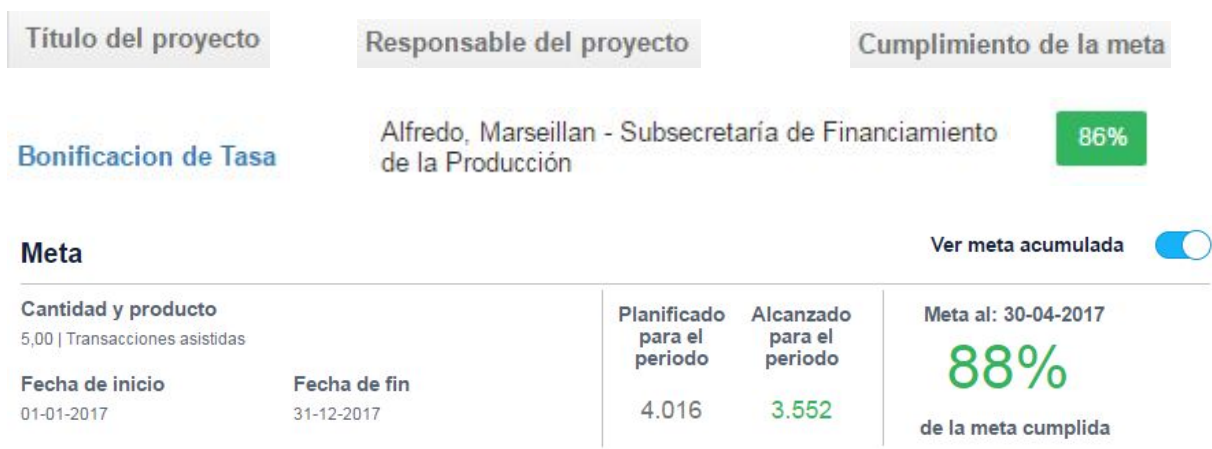 Título del proyecto
Responsable del proyecto
Cumplimiento de la meta
Bonificacion de Tasa
Alfredo, Marseillan - Subsecretaría de Financiamiento
de la Producción
86%
Meta
Ver meta acumulada
Cantidad y producto
5,00 | Transacciones asistidas
Fecha de inicio
01-01-2017
Fecha de fin
31-12-2017
Planificado
para el
periodo
4.016
Alcanzado
para el
periodo
3.552
Meta al: 30-04-2017
88%
de la meta cumplida